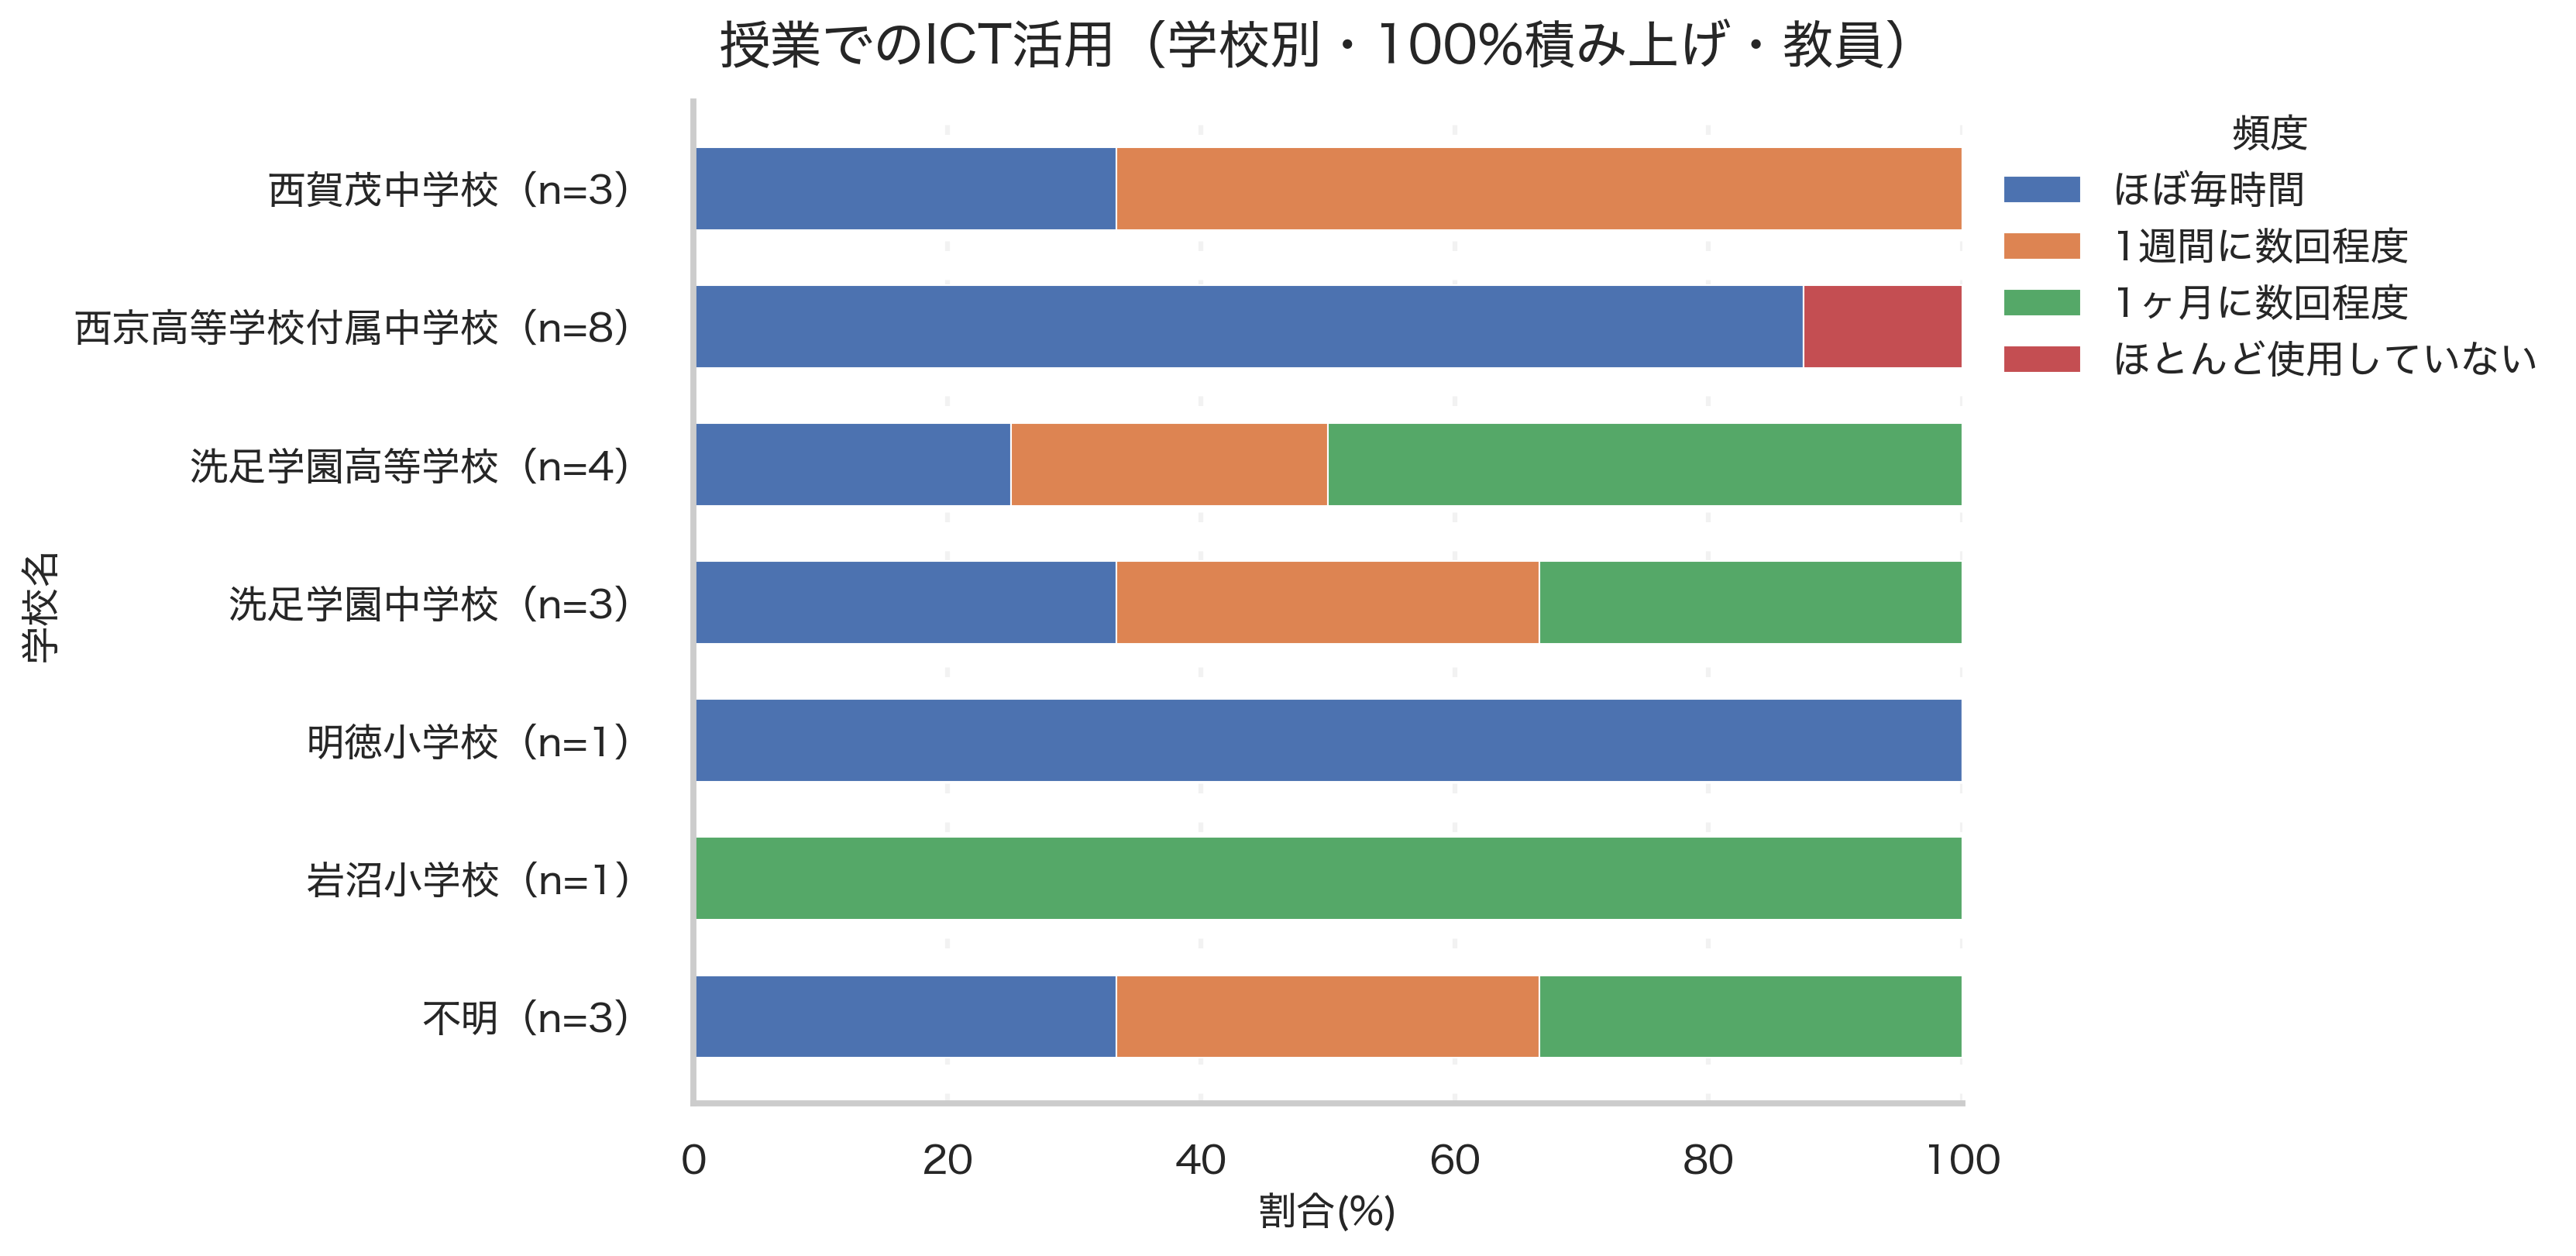 授業でのICT活用（学校別・100%積み上げ・教員）
頻度
ほぼ毎時間
1週間に数回程度
1ヶ月に数回程度
ほとんど使用していない
学校名
西賀茂中学校（n=3）
西京高等学校付属中学校（n=8）
洗足学園高等学校（n=4）
洗足学園中学校（n=3）
明徳小学校（n=1）
岩沼小学校（n=1）
不明（n=3）
0 20 40 60 80 100
割合(%)